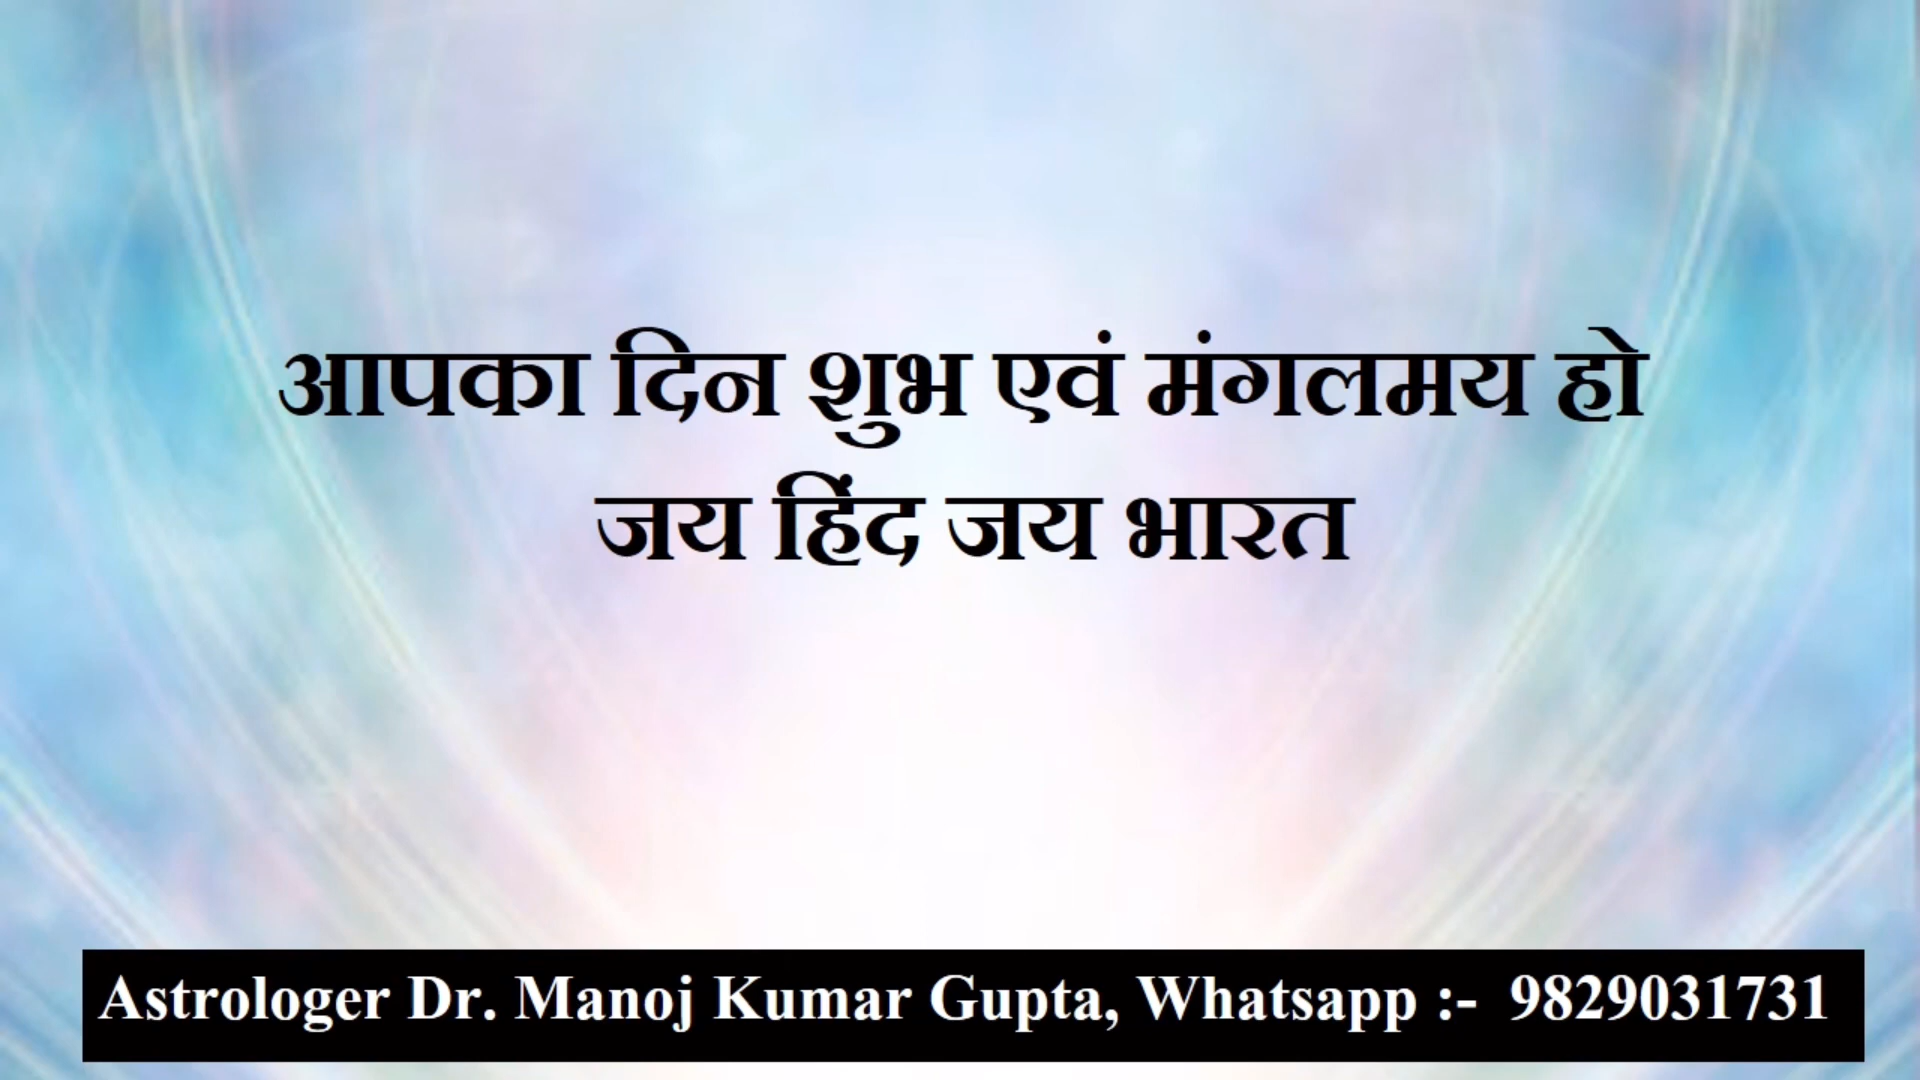 आपका दिन शुभ एवं मंगलमय हो
जय हिंद जय भारत
Astrologer Dr. Manoj Kumar Gupta, Whatsapp :- 9829031731